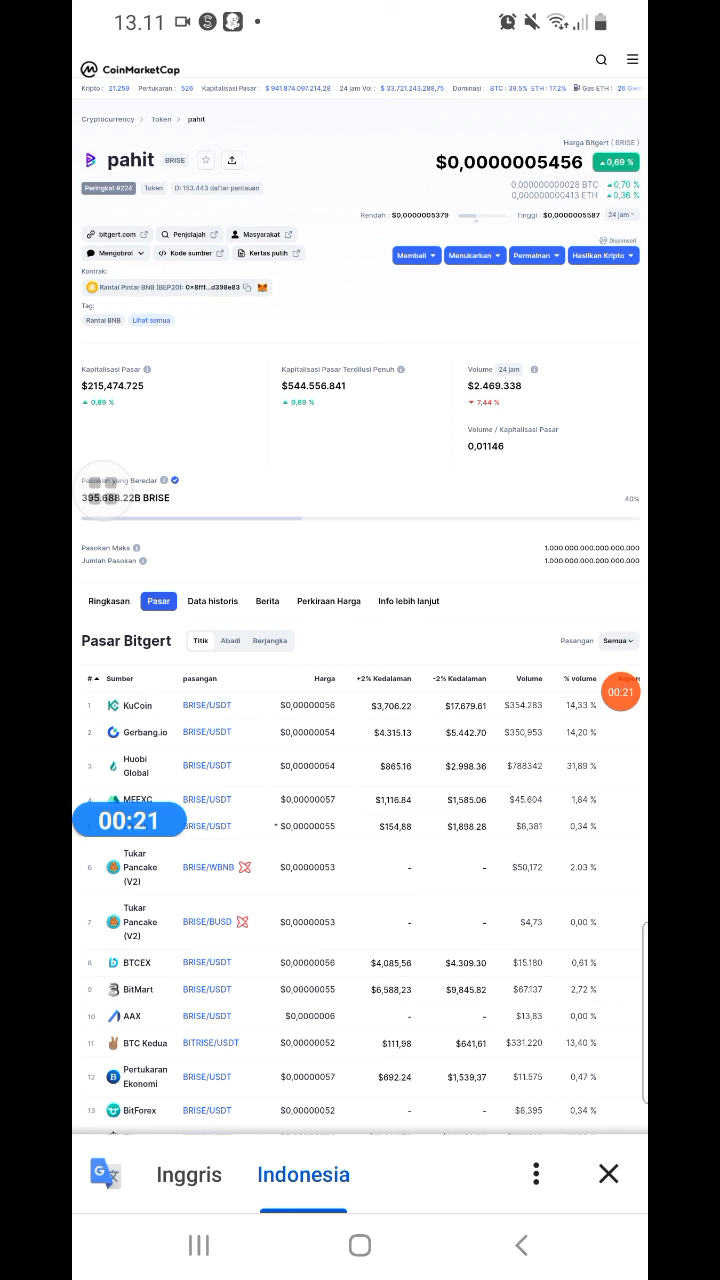 13.11
CoinMarketCap
Kripto : 21.259 Pertukaran : 526 Kapitalisasi Pasar : $ 941.874.097.214,28 24 jam Vol : $ 33.721.243.288,75 Dominasi : BTC : 39.5% ETH : 17.2% Gas ETH : 26 Gwe
Cryptocurrency > Token > pahit
Harga Bitgert ( BRISE )
pahit BRISE
$0,0000005456 0,69 %
Peringkat #224 Token Di 153.443 daftar pantauan
0,000000000028 BTC 0,70 %
0,000000000413 ETH 0,36 %
Rendah : $0,0000005379 Tinggi : $0,0000005587 24 jam
bitgert.com Penjelajah Masyarakat
Disponsori
Mengobrol Kode sumber Kertas putih
Membeli Menukarkan Permainan Hasilkan Kripto
Kontrak:
Rantai Pintar BNB (BEP20): 0x8fff...d398e83
Tag:
Rantai BNB Lihat semua
Kapitalisasi Pasar Kapitalisasi Pasar Terdilusi Penuh Volume 24 jam
$215,474.725 $544.556.841 $2.469.338
0,69 % 0,69 % 7,44 %
Volume / Kapitalisasi Pasar
0,01146
Pasokan yang Beredar
395.688.22B BRISE 40%
Pasokan Maks 1.000.000.000.000.000.000
Jumlah Pasokan 1.000.000.000.000.000.000
Ringkasan Pasar Data historis Berita Perkiraan Harga Info lebih lanjut
Pasar Bitgert Titik Abadi Berjangka Pasangan Semua
# Sumber pasangan Harga +2% Kedalaman -2% Kedalaman Volume % volume
00:21
1 KuCoin BRISE/USDT $0,00000056 $3,706.22 $17.679.61 $354.283 14,33 %
2 Gerbang.io BRISE/USDT $0,00000054 $4.315.13 $5.442.70 $350,953 14,20 %
3 Huobi Global BRISE/USDT $0,00000054 $865.16 $2.998.36 $788342 31,89 %
4 MEEXC BRISE/USDT $0,00000057 $1,116.84 $1,585.06 $45.604 1,84 %
00:21
BRISE/USDT * $0,00000055 $154,88 $1,898.28 $8,381 0,34 %
6 Tukar Pancake (V2) BRISE/WBNB $0,00000053 - - $50,172 2.03 %
7 Tukar Pancake (V2) BRISE/BUSD $0,00000053 - - $4,73 0,00 %
8 BTCEX BRISE/USDT $0,00000056 $4,085,56 $4.309.30 $15.180 0,61 %
9 BitMart BRISE/USDT $0,00000055 $6,588,23 $9,845.82 $67.137 2,72 %
10 AAX BRISE/USDT $0,0000006 - - $13,83 0,00 %
11 BTC Kedua BITRISE/USDT $0,00000052 $111,98 $641,61 $331.220 13,40 %
12 Pertukaran Ekonomi BRISE/USDT $0,00000057 $692.24 $1,539,37 $11.575 0,47 %
13 BitForex BRISE/USDT $0,00000052 - - $8,395 0,34 %
Inggris Indonesia